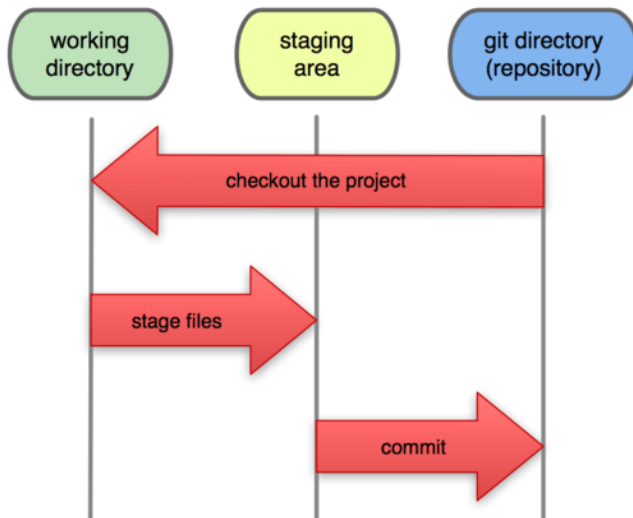 working
directory
staging
area
git directory
(repository)
checkout the project
stage files
commit